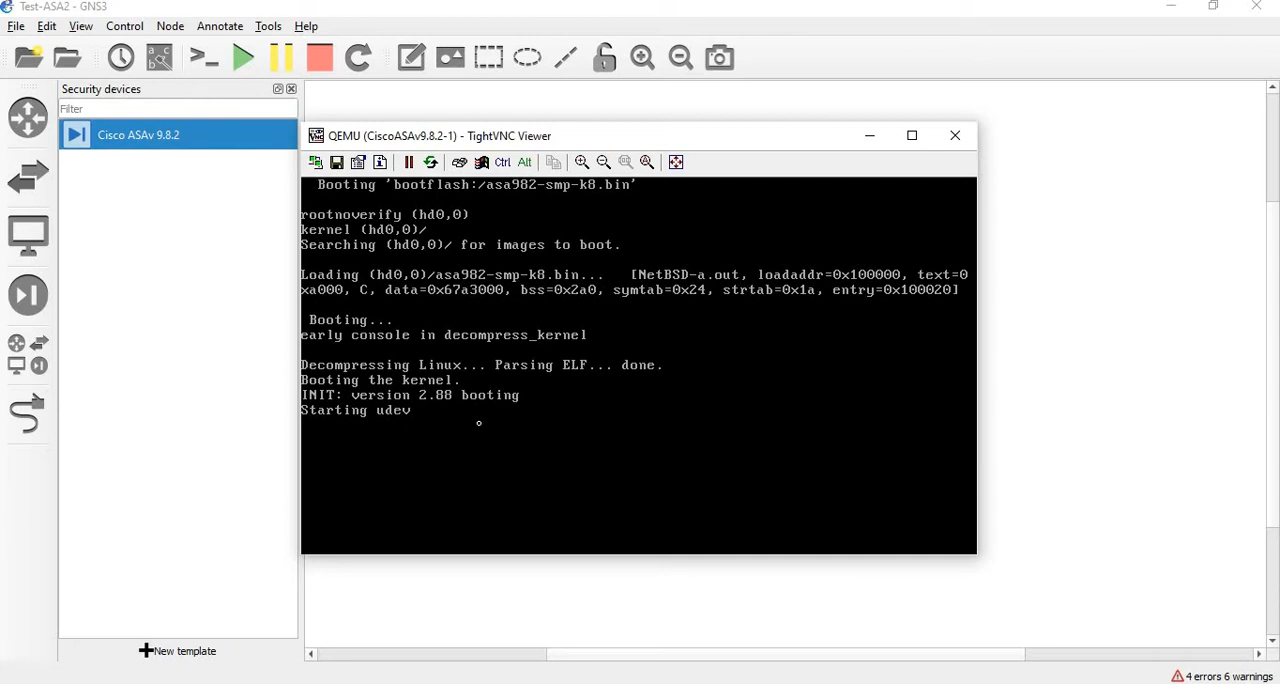 Test-ASA2 - GNS3
File Edit View Control Node Annotate Tools Help
Security devices
Filter
Cisco ASAv 9.8.2
QEMU (CiscoASAv9.8.2-1) - TightVNC Viewer
Ctrl Alt
Booting 'bootflash:/asa982-smp-k8.bin'
rootnoverify (hd0,0)
kernel (hd0,0)/
Searching (hd0,0)/ for images to boot.
Loading (hd0,0)/asa982-smp-k8.bin... [NetBSD-a.out, loadaddr=0x100000, text=0
xa000, C, data=0x67a3000, bss=0x2a0, symtab=0x24, strtab=0x1a, entry=0x100020]
Booting...
early console in decompress_kernel
Decompressing Linux... Parsing ELF... done.
Booting the kernel.
INIT: version 2.88 booting
Starting udev
New template
4 errors 6 warnings